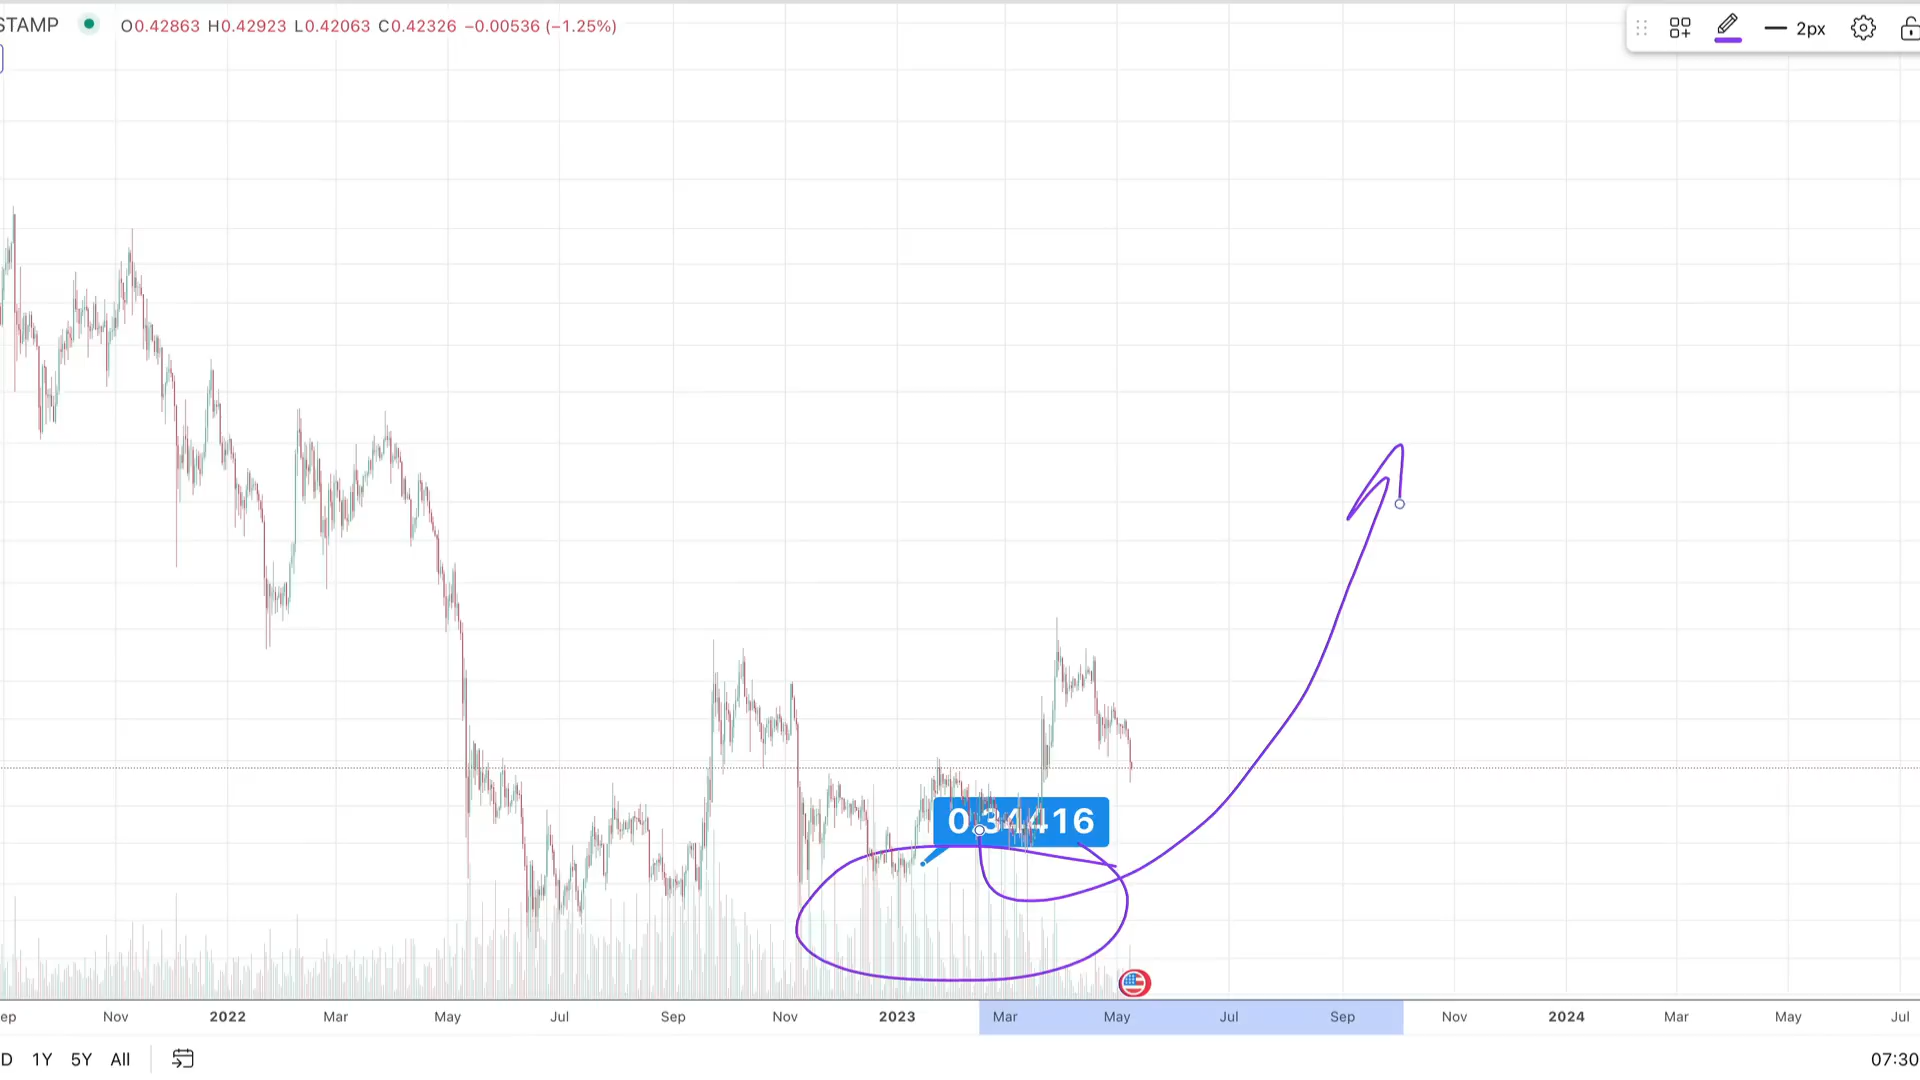 STAMP O0.42863 H0.42923 L0.42063 C0.42326 −0.00536 (−1.25%)
2px
0.34416
ep Nov 2022 Mar May Jul Sep Nov 2023 Mar May Jul Sep Nov 2024 Mar May Jul
D 1Y 5Y All
07:30